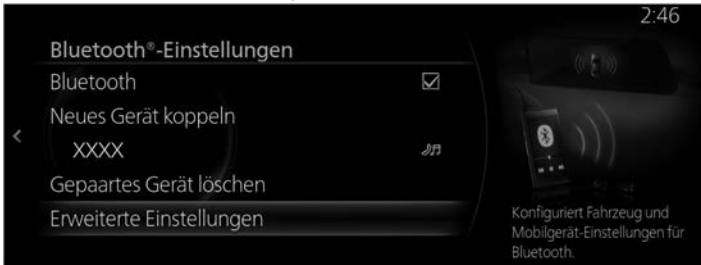 2:46
Bluetooth®-Einstellungen
Bluetooth
Neues Gerät koppeln
XXXX
Gepaartes Gerät löschen
Erweiterte Einstellungen
Konfiguriert Fahrzeug und
Mobilgerät-Einstellungen für
Bluetooth.